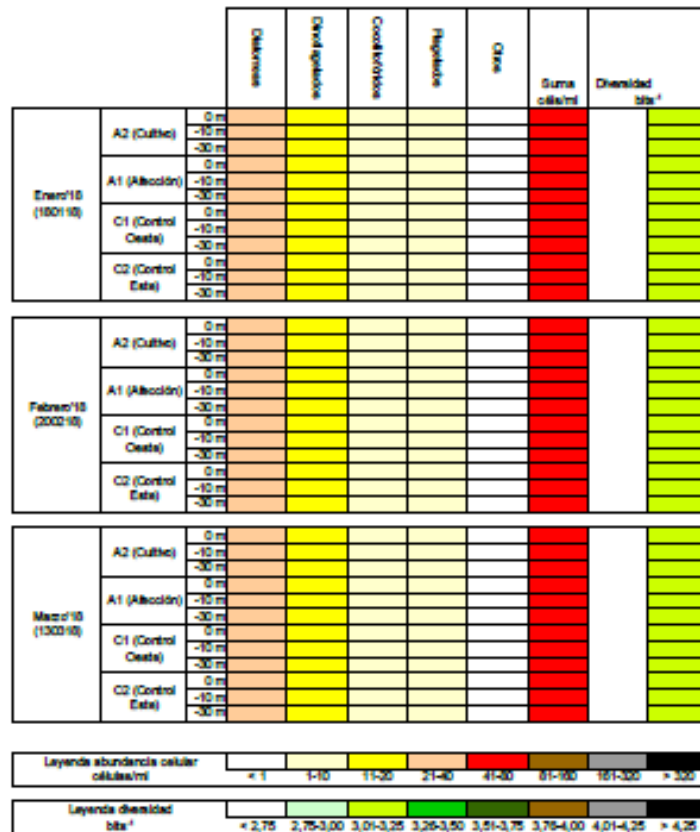 Diatomeas Dinoflagelados Cocolitofóridos Flagelados Otros Suma Diversidad
céls/ml bits⁻¹
Enero'18
(180118)
A2 (Cultivo)
0 m
-10 m
-30 m
A1 (Afección)
0 m
-10 m
-30 m
C1 (Control
Oeste)
0 m
-10 m
-30 m
C2 (Control
Este)
0 m
-10 m
-30 m
Febrero'18
(200218)
A2 (Cultivo)
0 m
-10 m
-30 m
A1 (Afección)
0 m
-10 m
-30 m
C1 (Control
Oeste)
0 m
-10 m
-30 m
C2 (Control
Este)
0 m
-10 m
-30 m
Marzo'18
(130318)
A2 (Cultivo)
0 m
-10 m
-30 m
A1 (Afección)
0 m
-10 m
-30 m
C1 (Control
Oeste)
0 m
-10 m
-30 m
C2 (Control
Este)
0 m
-10 m
-30 m
Leyenda abundancia celular
células/ml < 1 1-10 11-20 21-40 41-80 81-160 161-320 > 320
Leyenda diversidad
bits⁻¹ < 2,75 2,75-3,00 3,01-3,25 3,26-3,50 3,51-3,75 3,76-4,00 4,01-4,25 > 4,25